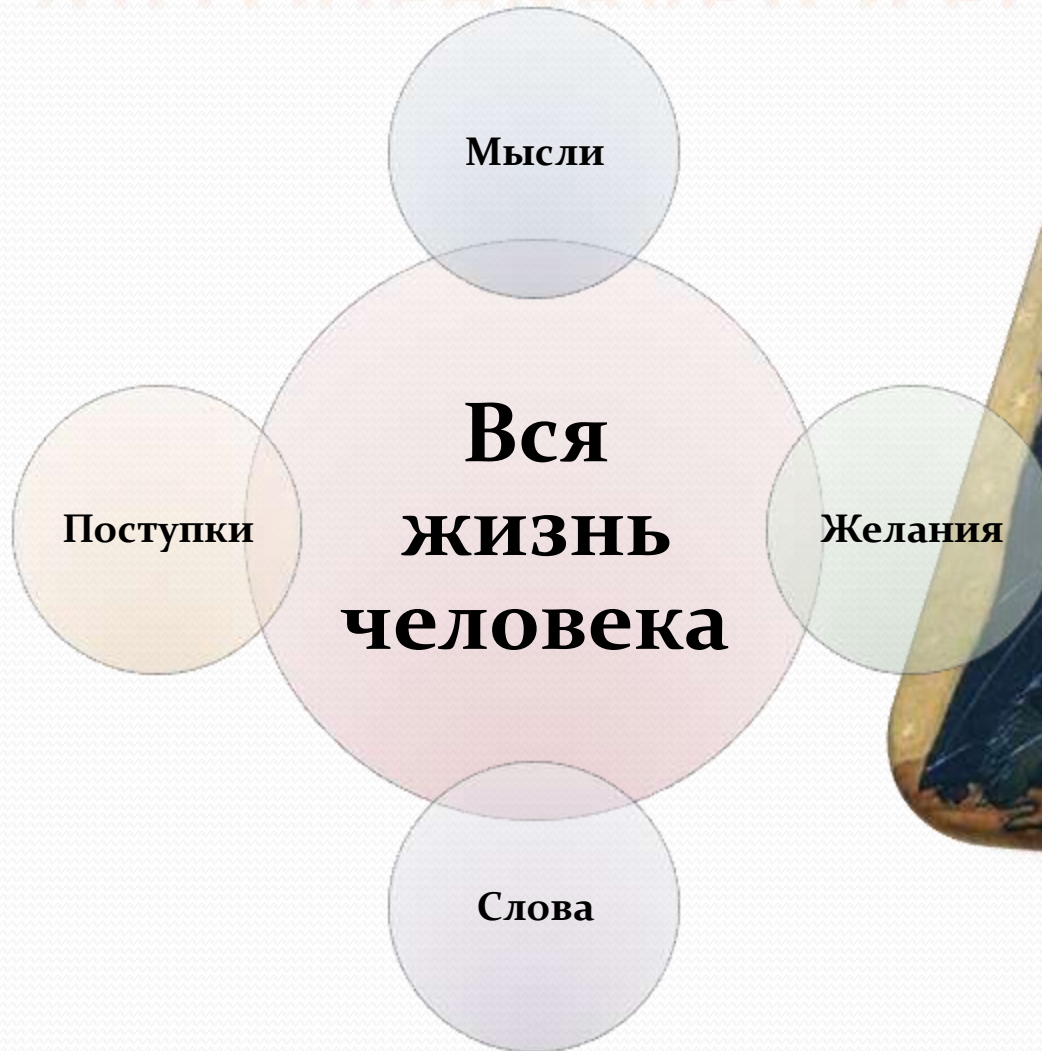 Мысли
Поступки
Вся
жизнь
человека
Желания
Слова